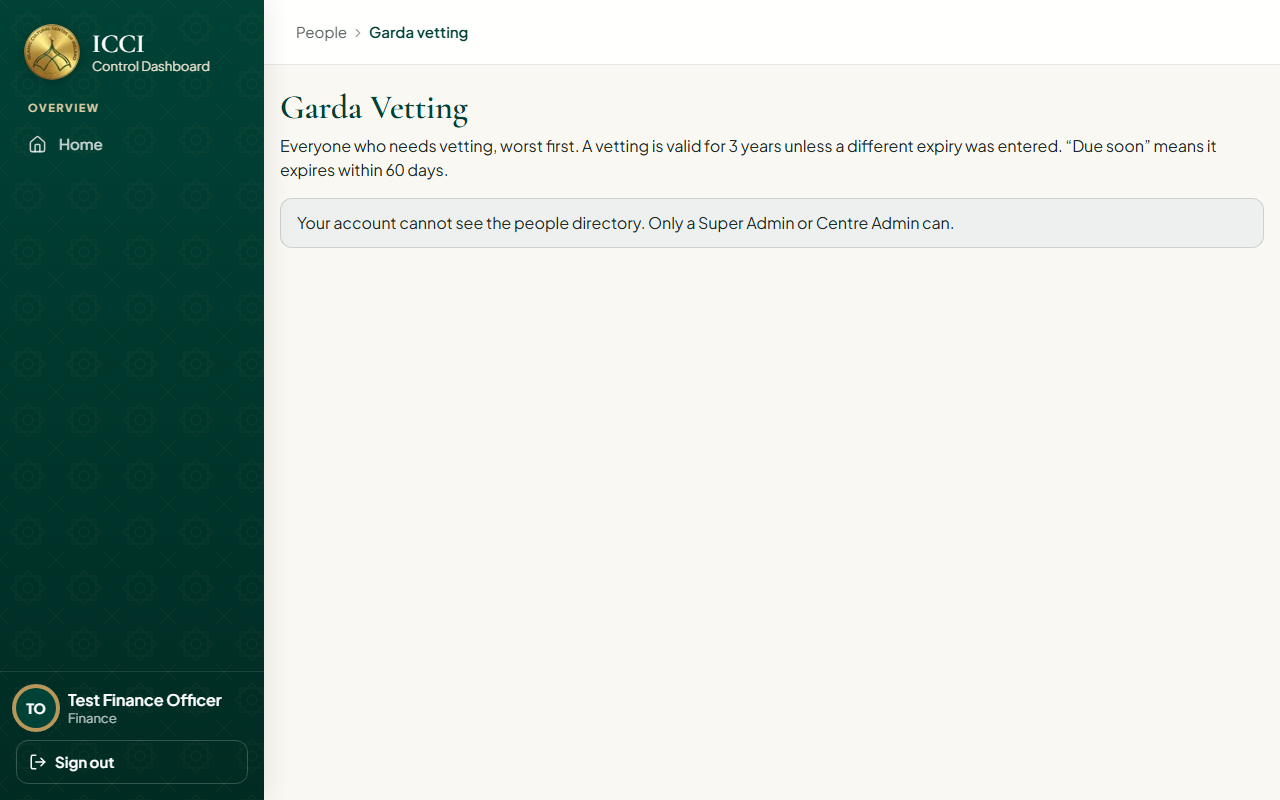 ICCI
Control Dashboard
OVERVIEW
Home
Test Finance Officer
Finance
Sign out
People > Garda vetting
Garda Vetting
Everyone who needs vetting, worst first. A vetting is valid for 3 years unless a different expiry was entered. “Due soon” means it
expires within 60 days.
Your account cannot see the people directory. Only a Super Admin or Centre Admin can.
TO